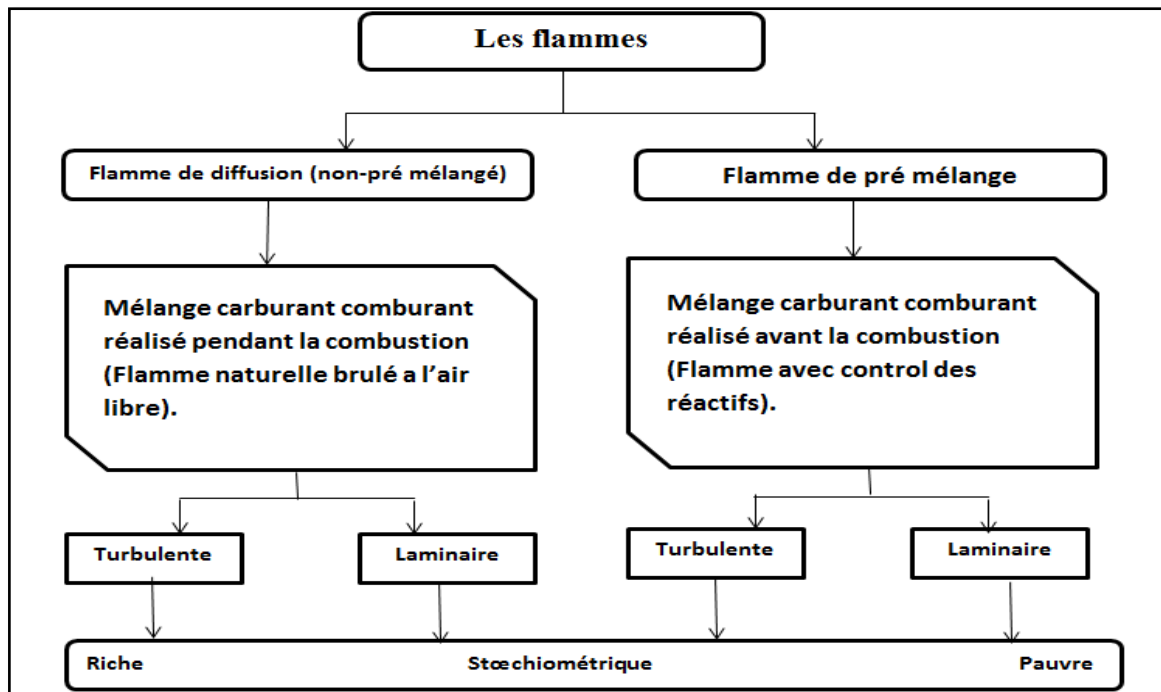 Les flammes
Flamme de diffusion (non-pré mélangé)
Flamme de pré mélange
Mélange carburant comburant
réalisé pendant la combustion
(Flamme naturelle brulé a l’air
libre).
Mélange carburant comburant
réalisé avant la combustion
(Flamme avec control des
réactifs).
Turbulente
Laminaire
Turbulente
Laminaire
Riche
Stœchiométrique
Pauvre